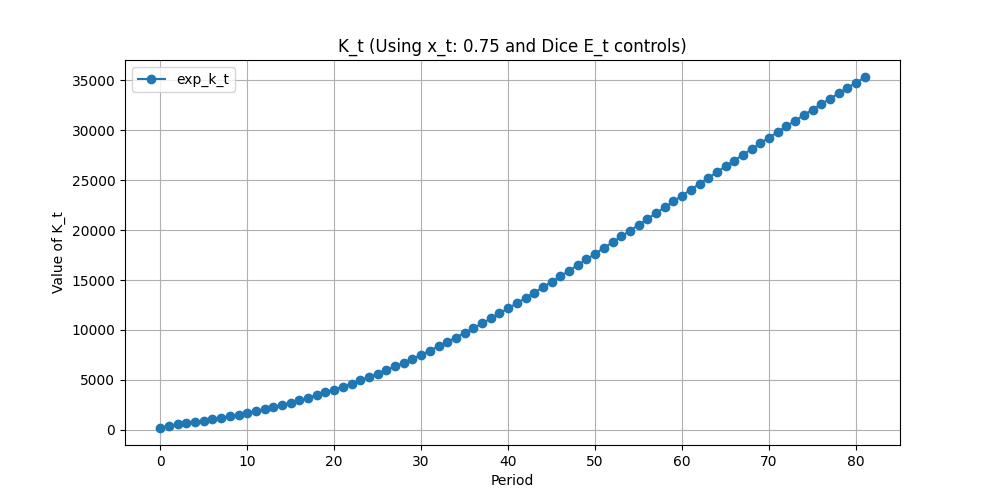 K_t (Using x_t: 0.75 and Dice E_t controls)
exp_k_t
35000
30000
25000
20000
15000
10000
5000
0
Value of K_t
0 10 20 30 40 50 60 70 80
Period